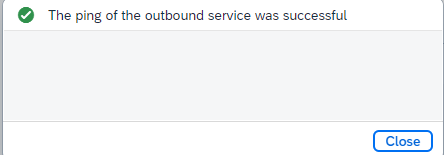 The ping of the outbound service was successful
Close